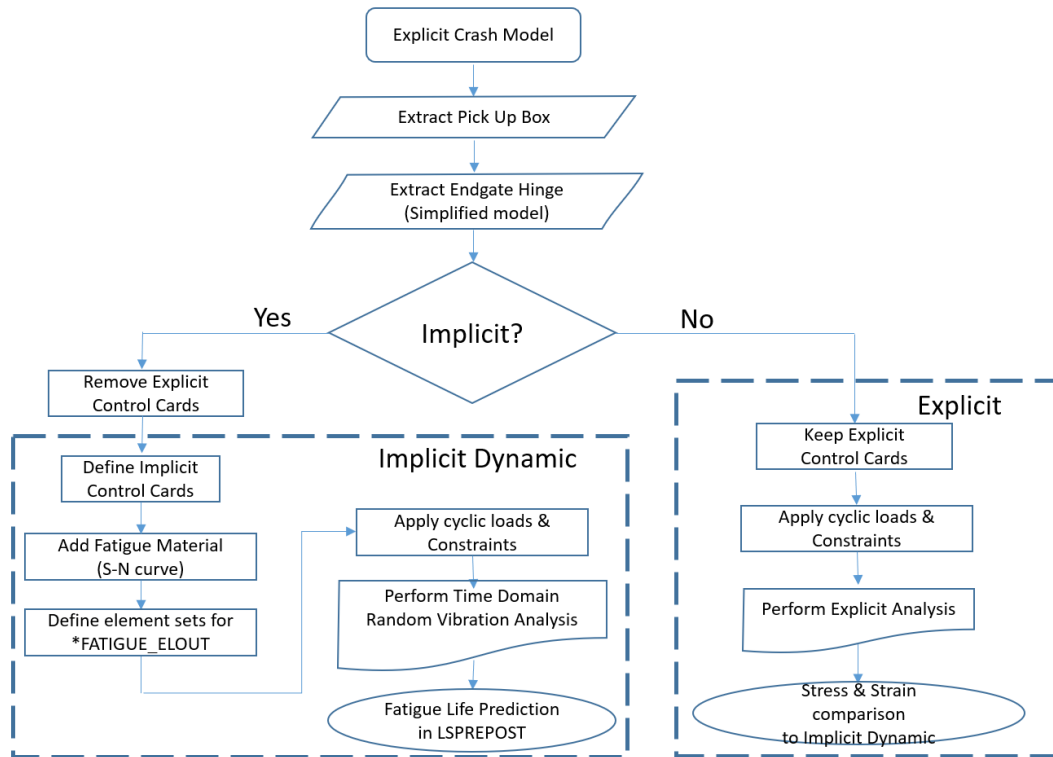 Explicit Crash Model
Extract Pick Up Box
Extract Endgate Hinge
(Simplified model)
Implicit?
Yes
No
Remove Explicit
Control Cards
Implicit Dynamic
Define Implicit
Control Cards
Add Fatigue Material
(S-N curve)
Define element sets for
*FATIGUE_ELOUT
Apply cyclic loads &
Constraints
Perform Time Domain
Random Vibration Analysis
Fatigue Life Prediction
in LSPREPOST
Explicit
Keep Explicit
Control Cards
Apply cyclic loads &
Constraints
Perform Explicit Analysis
Stress & Strain
comparison
to Implicit Dynamic